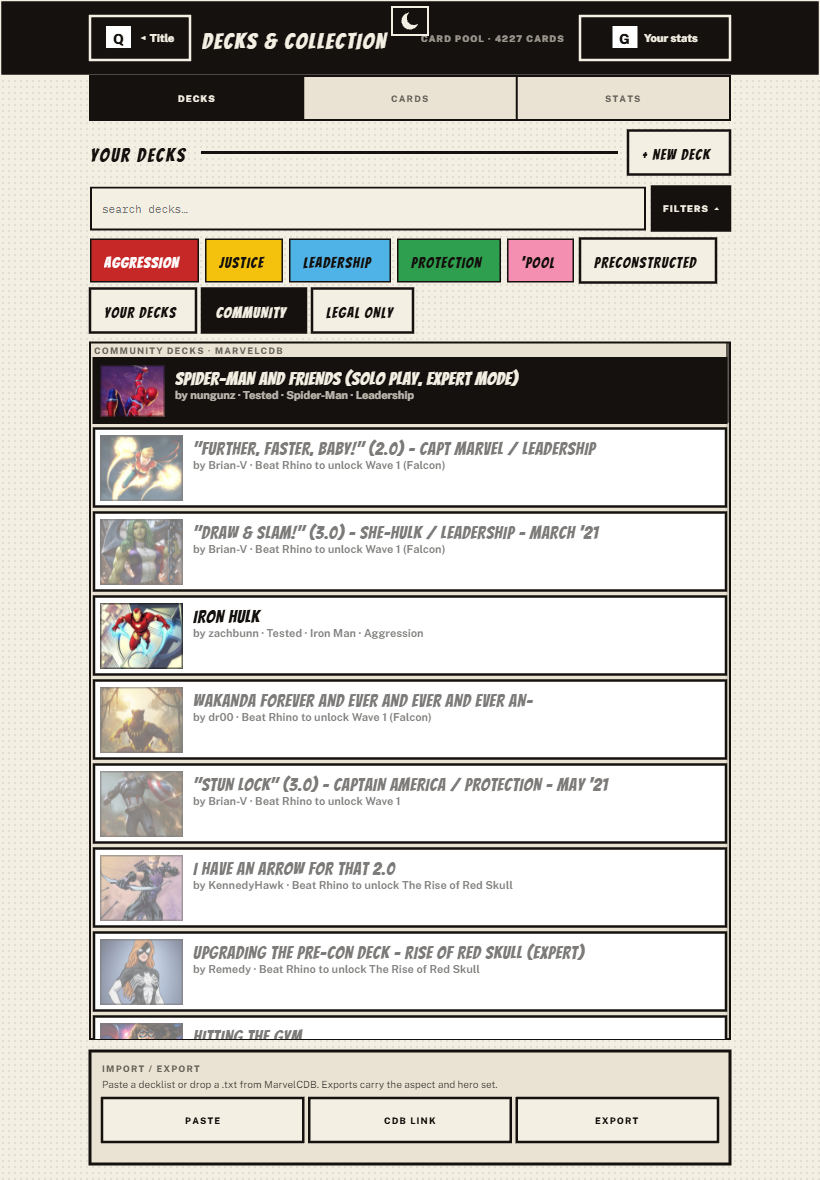 Q ◂ Title
DECKS & COLLECTION
CARD POOL · 4227 CARDS
G Your stats
DECKS
CARDS
STATS
YOUR DECKS
+ NEW DECK
search decks…
FILTERS ▴
AGGRESSION
JUSTICE
LEADERSHIP
PROTECTION
'POOL
PRECONSTRUCTED
YOUR DECKS
COMMUNITY
LEGAL ONLY
COMMUNITY DECKS · MARVELCDB
SPIDER-MAN AND FRIENDS (SOLO PLAY, EXPERT MODE)
by nungunz · Tested · Spider-Man · Leadership
"FURTHER, FASTER, BABY!" (2.0) - CAPT MARVEL / LEADERSHIP
by Brian-V · Beat Rhino to unlock Wave 1 (Falcon)
"DRAW & SLAM!" (3.0) - SHE-HULK / LEADERSHIP - MARCH '21
by Brian-V · Beat Rhino to unlock Wave 1 (Falcon)
IRON HULK
by zachbunn · Tested · Iron Man · Aggression
WAKANDA FOREVER AND EVER AND EVER AND EVER AN-
by dr00 · Beat Rhino to unlock Wave 1 (Falcon)
"STUN LOCK" (3.0) - CAPTAIN AMERICA / PROTECTION - MAY '21
by Brian-V · Beat Rhino to unlock Wave 1
I HAVE AN ARROW FOR THAT 2.0
by KennedyHawk · Beat Rhino to unlock The Rise of Red Skull
UPGRADING THE PRE-CON DECK - RISE OF RED SKULL (EXPERT)
by Remedy · Beat Rhino to unlock The Rise of Red Skull
HITTING THE GYM
IMPORT / EXPORT
Paste a decklist or drop a .txt from MarvelCDB. Exports carry the aspect and hero set.
PASTE
CDB LINK
EXPORT